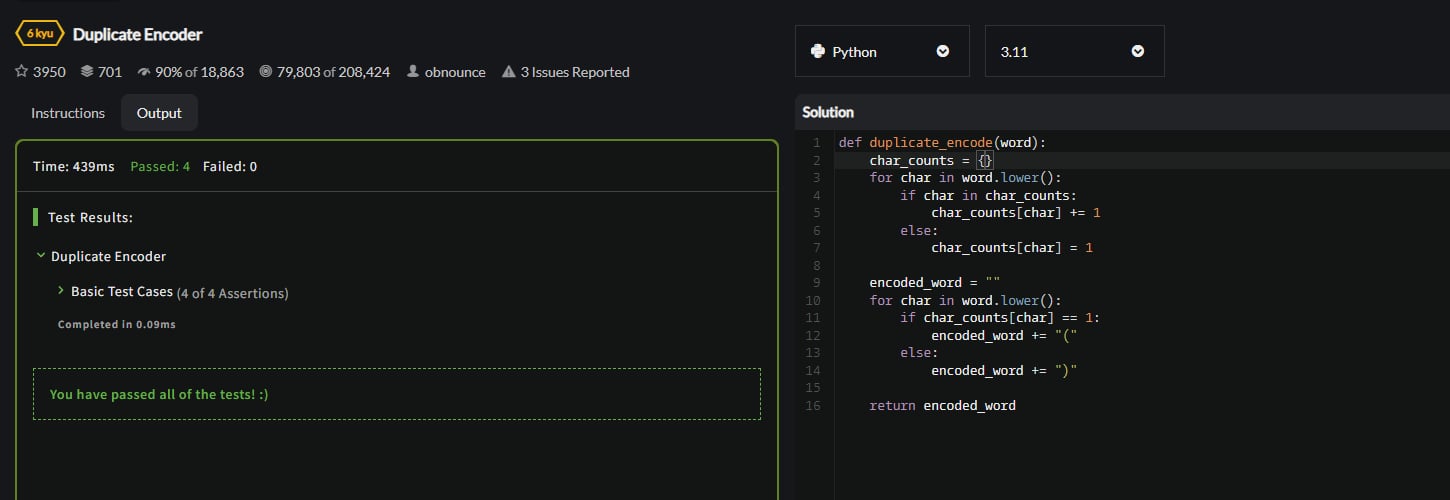 6 kyu Duplicate Encoder
3950 701 90% of 18,863 79,803 of 208,424 obnounce 3 Issues Reported
Instructions Output
Time: 439ms Passed: 4 Failed: 0
Test Results:
Duplicate Encoder
Basic Test Cases (4 of 4 Assertions)
Completed in 0.09ms
You have passed all of the tests! :)
Python 3.11
Solution
1 def duplicate_encode(word):
2     char_counts = {}
3     for char in word.lower():
4         if char in char_counts:
5             char_counts[char] += 1
6         else:
7             char_counts[char] = 1
8
9     encoded_word = ""
10     for char in word.lower():
11         if char_counts[char] == 1:
12             encoded_word += "("
13         else:
14             encoded_word += ")"
15
16     return encoded_word